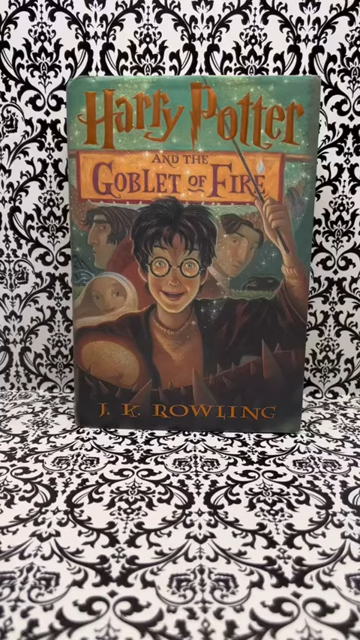 Harry Potter
AND THE
GOBLET OF FIRE
J. K. ROWLING